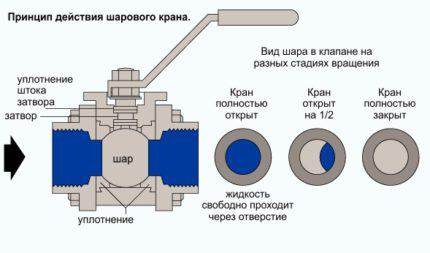 Принцип действия шарового крана.
Вид шара в клапане на
разных стадиях вращения
уплотнение
штока
затвора
затвор
шар
уплотнение
Кран
полностью
открыт
Кран
открыт
на 1/2
Кран
полностью
закрыт
жидкость
свободно проходит
через отверстие